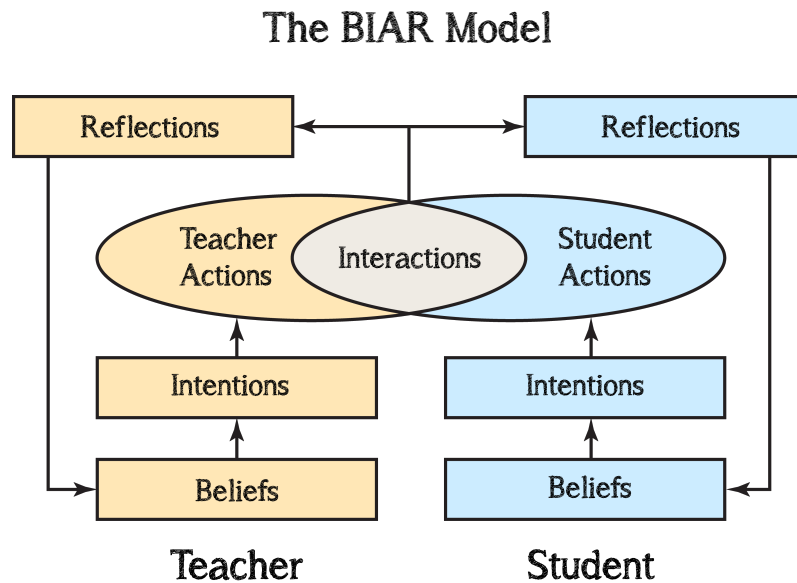 The BIAR Model
Reflections
Reflections
Teacher
Actions
Interactions
Student
Actions
Intentions
Intentions
Beliefs
Beliefs
Teacher
Student